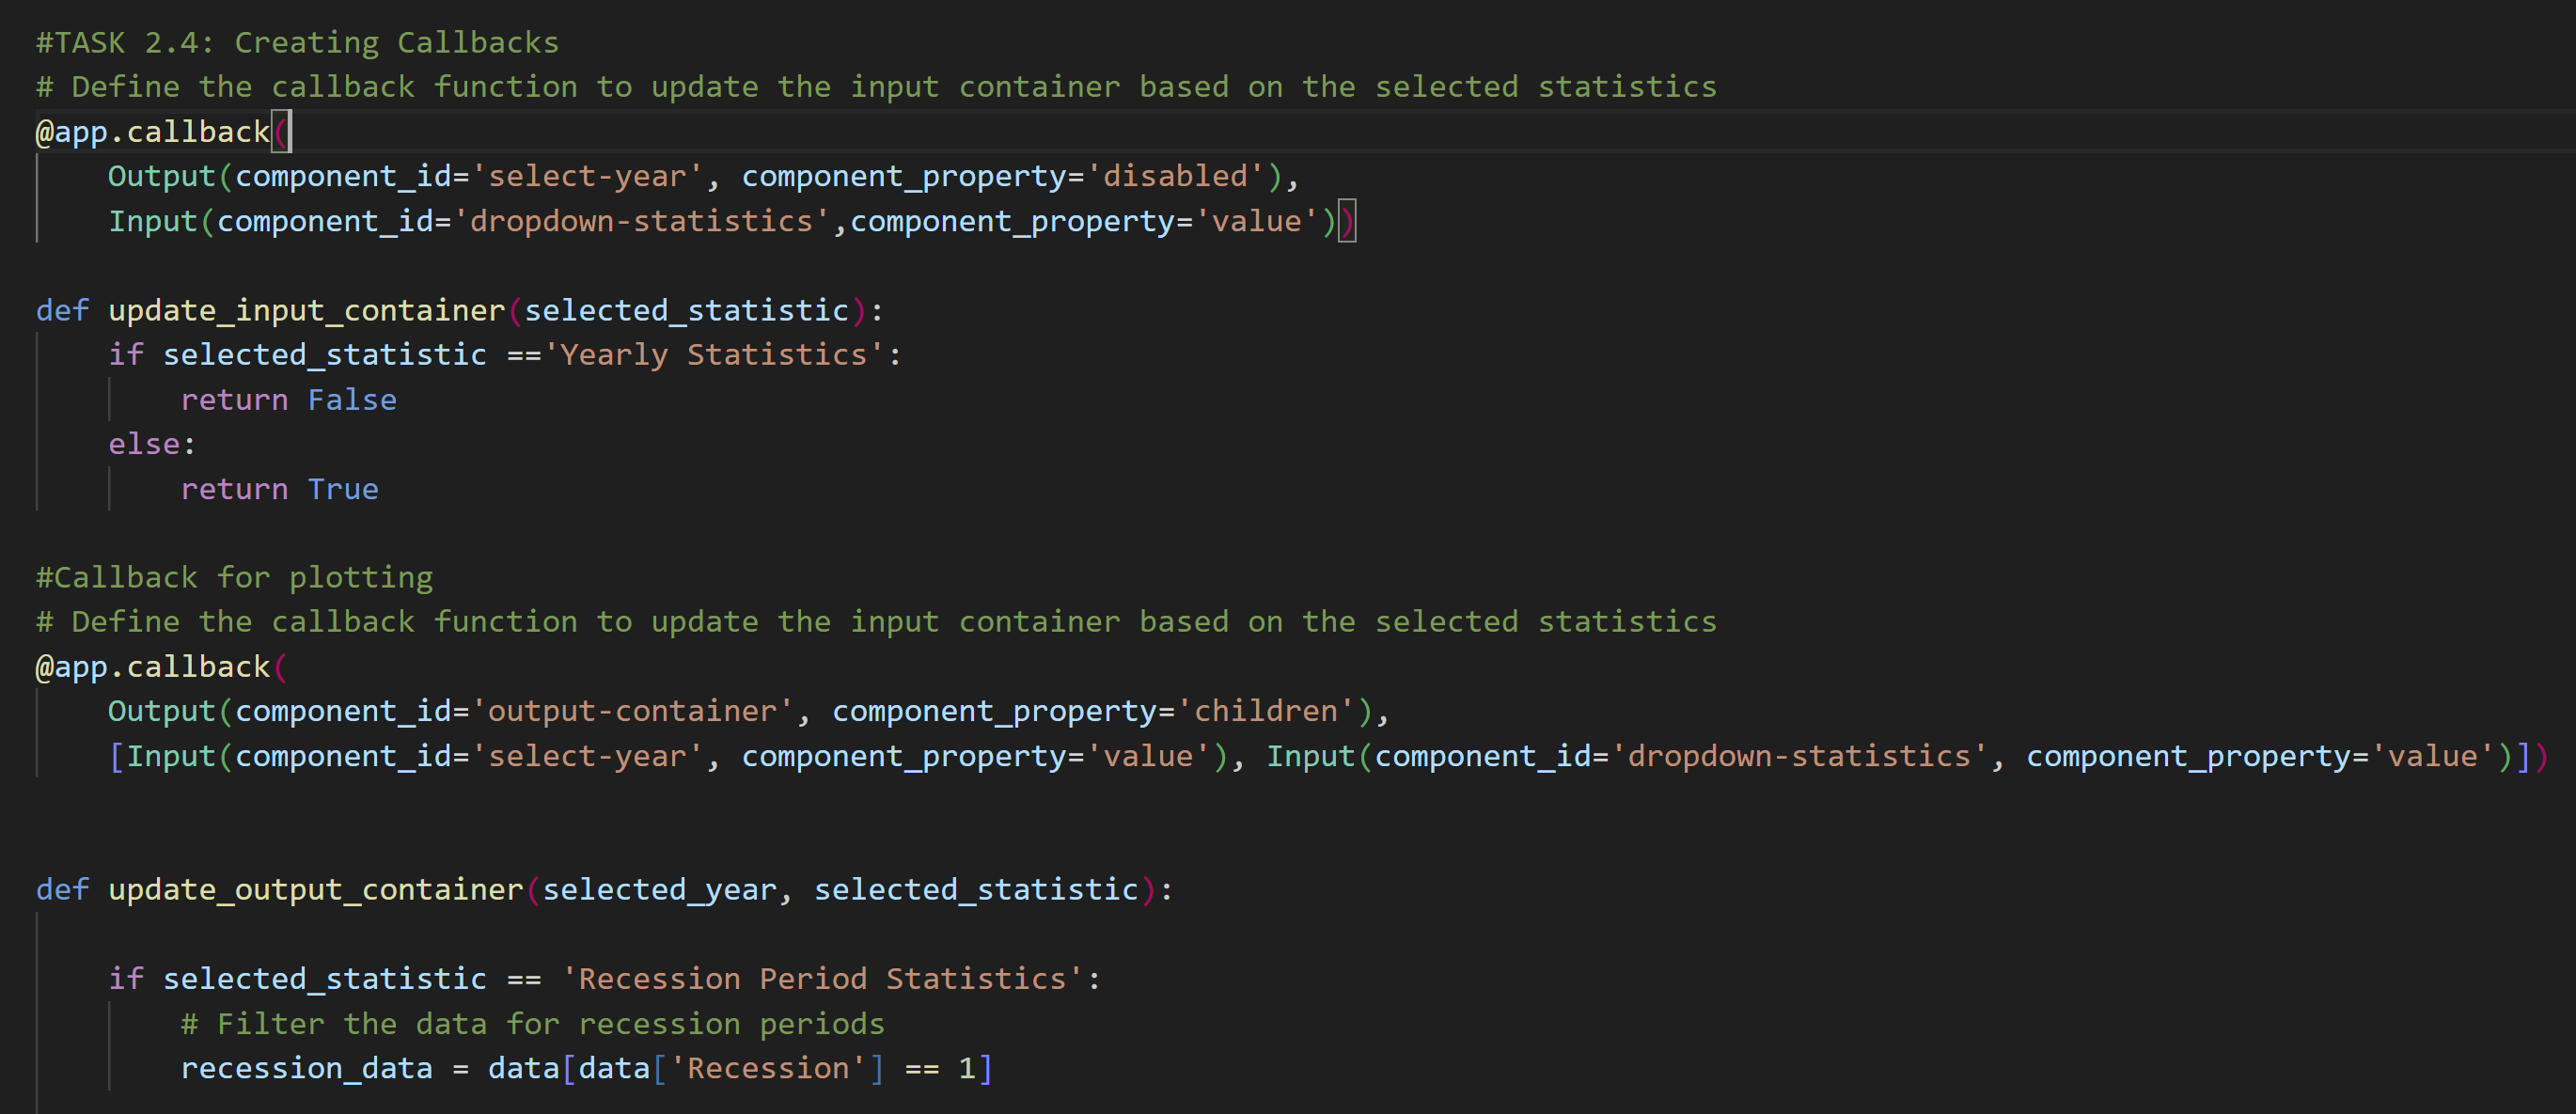 #TASK 2.4: Creating Callbacks
# Define the callback function to update the input container based on the selected statistics
@app.callback(
    Output(component_id='select-year', component_property='disabled'),
    Input(component_id='dropdown-statistics',component_property='value'))

def update_input_container(selected_statistic):
    if selected_statistic =='Yearly Statistics':
        return False
    else:
        return True

#Callback for plotting
# Define the callback function to update the input container based on the selected statistics
@app.callback(
    Output(component_id='output-container', component_property='children'),
    [Input(component_id='select-year', component_property='value'), Input(component_id='dropdown-statistics', component_property='value')])


def update_output_container(selected_year, selected_statistic):

    if selected_statistic == 'Recession Period Statistics':
        # Filter the data for recession periods
        recession_data = data[data['Recession'] == 1]